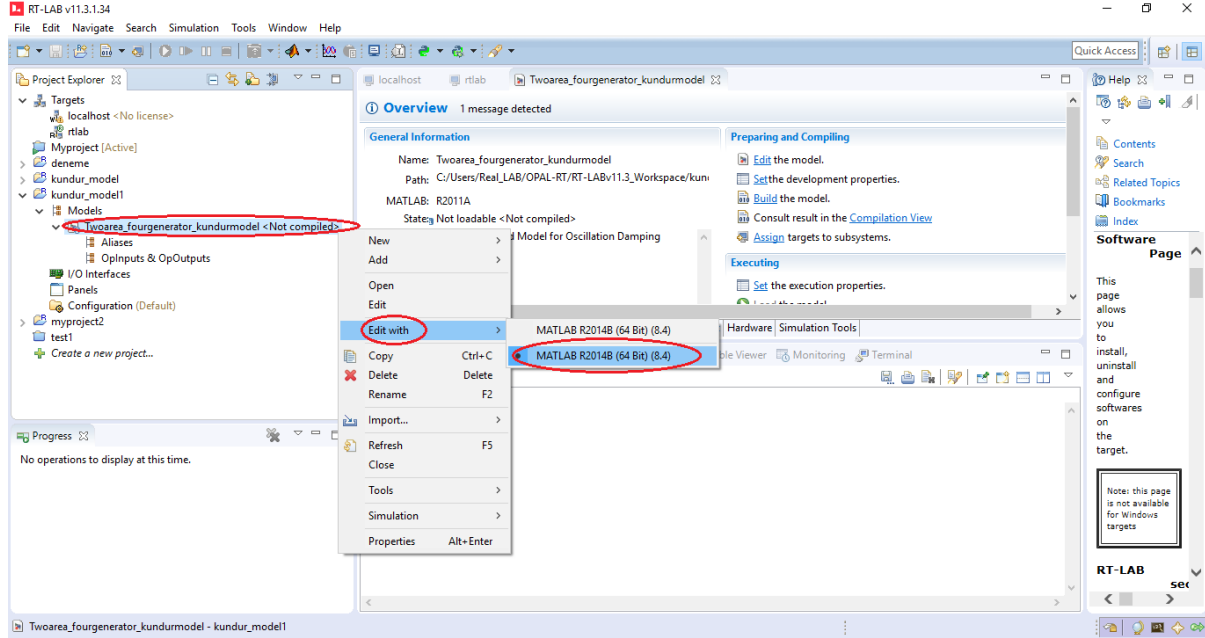 RT-LAB v11.3.1.34
File Edit Navigate Search Simulation Tools Window Help
Quick Access
Project Explorer
Targets
localhost <No license>
rtlab
Myproject [Active]
deneme
kundur_model
kundur_model1
Models
Twoarea_fourgenerator_kundurmodel <Not compiled>
Aliases
OpInputs & OpOutputs
I/O Interfaces
Panels
Configuration (Default)
myproject2
test1
Create a new project...
Progress
No operations to display at this time.
localhost rtlab Twoarea_fourgenerator_kundurmodel
Overview 1 message detected
General Information
Name: Twoarea_fourgenerator_kundurmodel
Path: C:/Users/Real_LAB/OPAL-RT/RT-LABv11.3_Workspace/kun
MATLAB: R2011A
State: Not loadable <Not compiled>
d Model for Oscillation Damping
Preparing and Compiling
Edit the model.
Set the development properties.
Build the model.
Consult result in the Compilation View
Assign targets to subsystems.
Executing
Set the execution properties.
Hardware Simulation Tools
ble Viewer Monitoring Terminal
New
Add
Open
Edit
Edit with
Copy Ctrl+C
Delete Delete
Rename F2
Import...
Refresh F5
Close
Tools
Simulation
Properties Alt+Enter
MATLAB R2014B (64 Bit) (8.4)
MATLAB R2014B (64 Bit) (8.4)
Help
Contents
Search
Related Topics
Bookmarks
Index
Software
Page
This
page
allows
you
to
install,
uninstall
and
configure
softwares
on
the
target.
Note: this page
is not available
for Windows
targets
RT-LAB
sec
Twoarea_fourgenerator_kundurmodel - kundur_model1